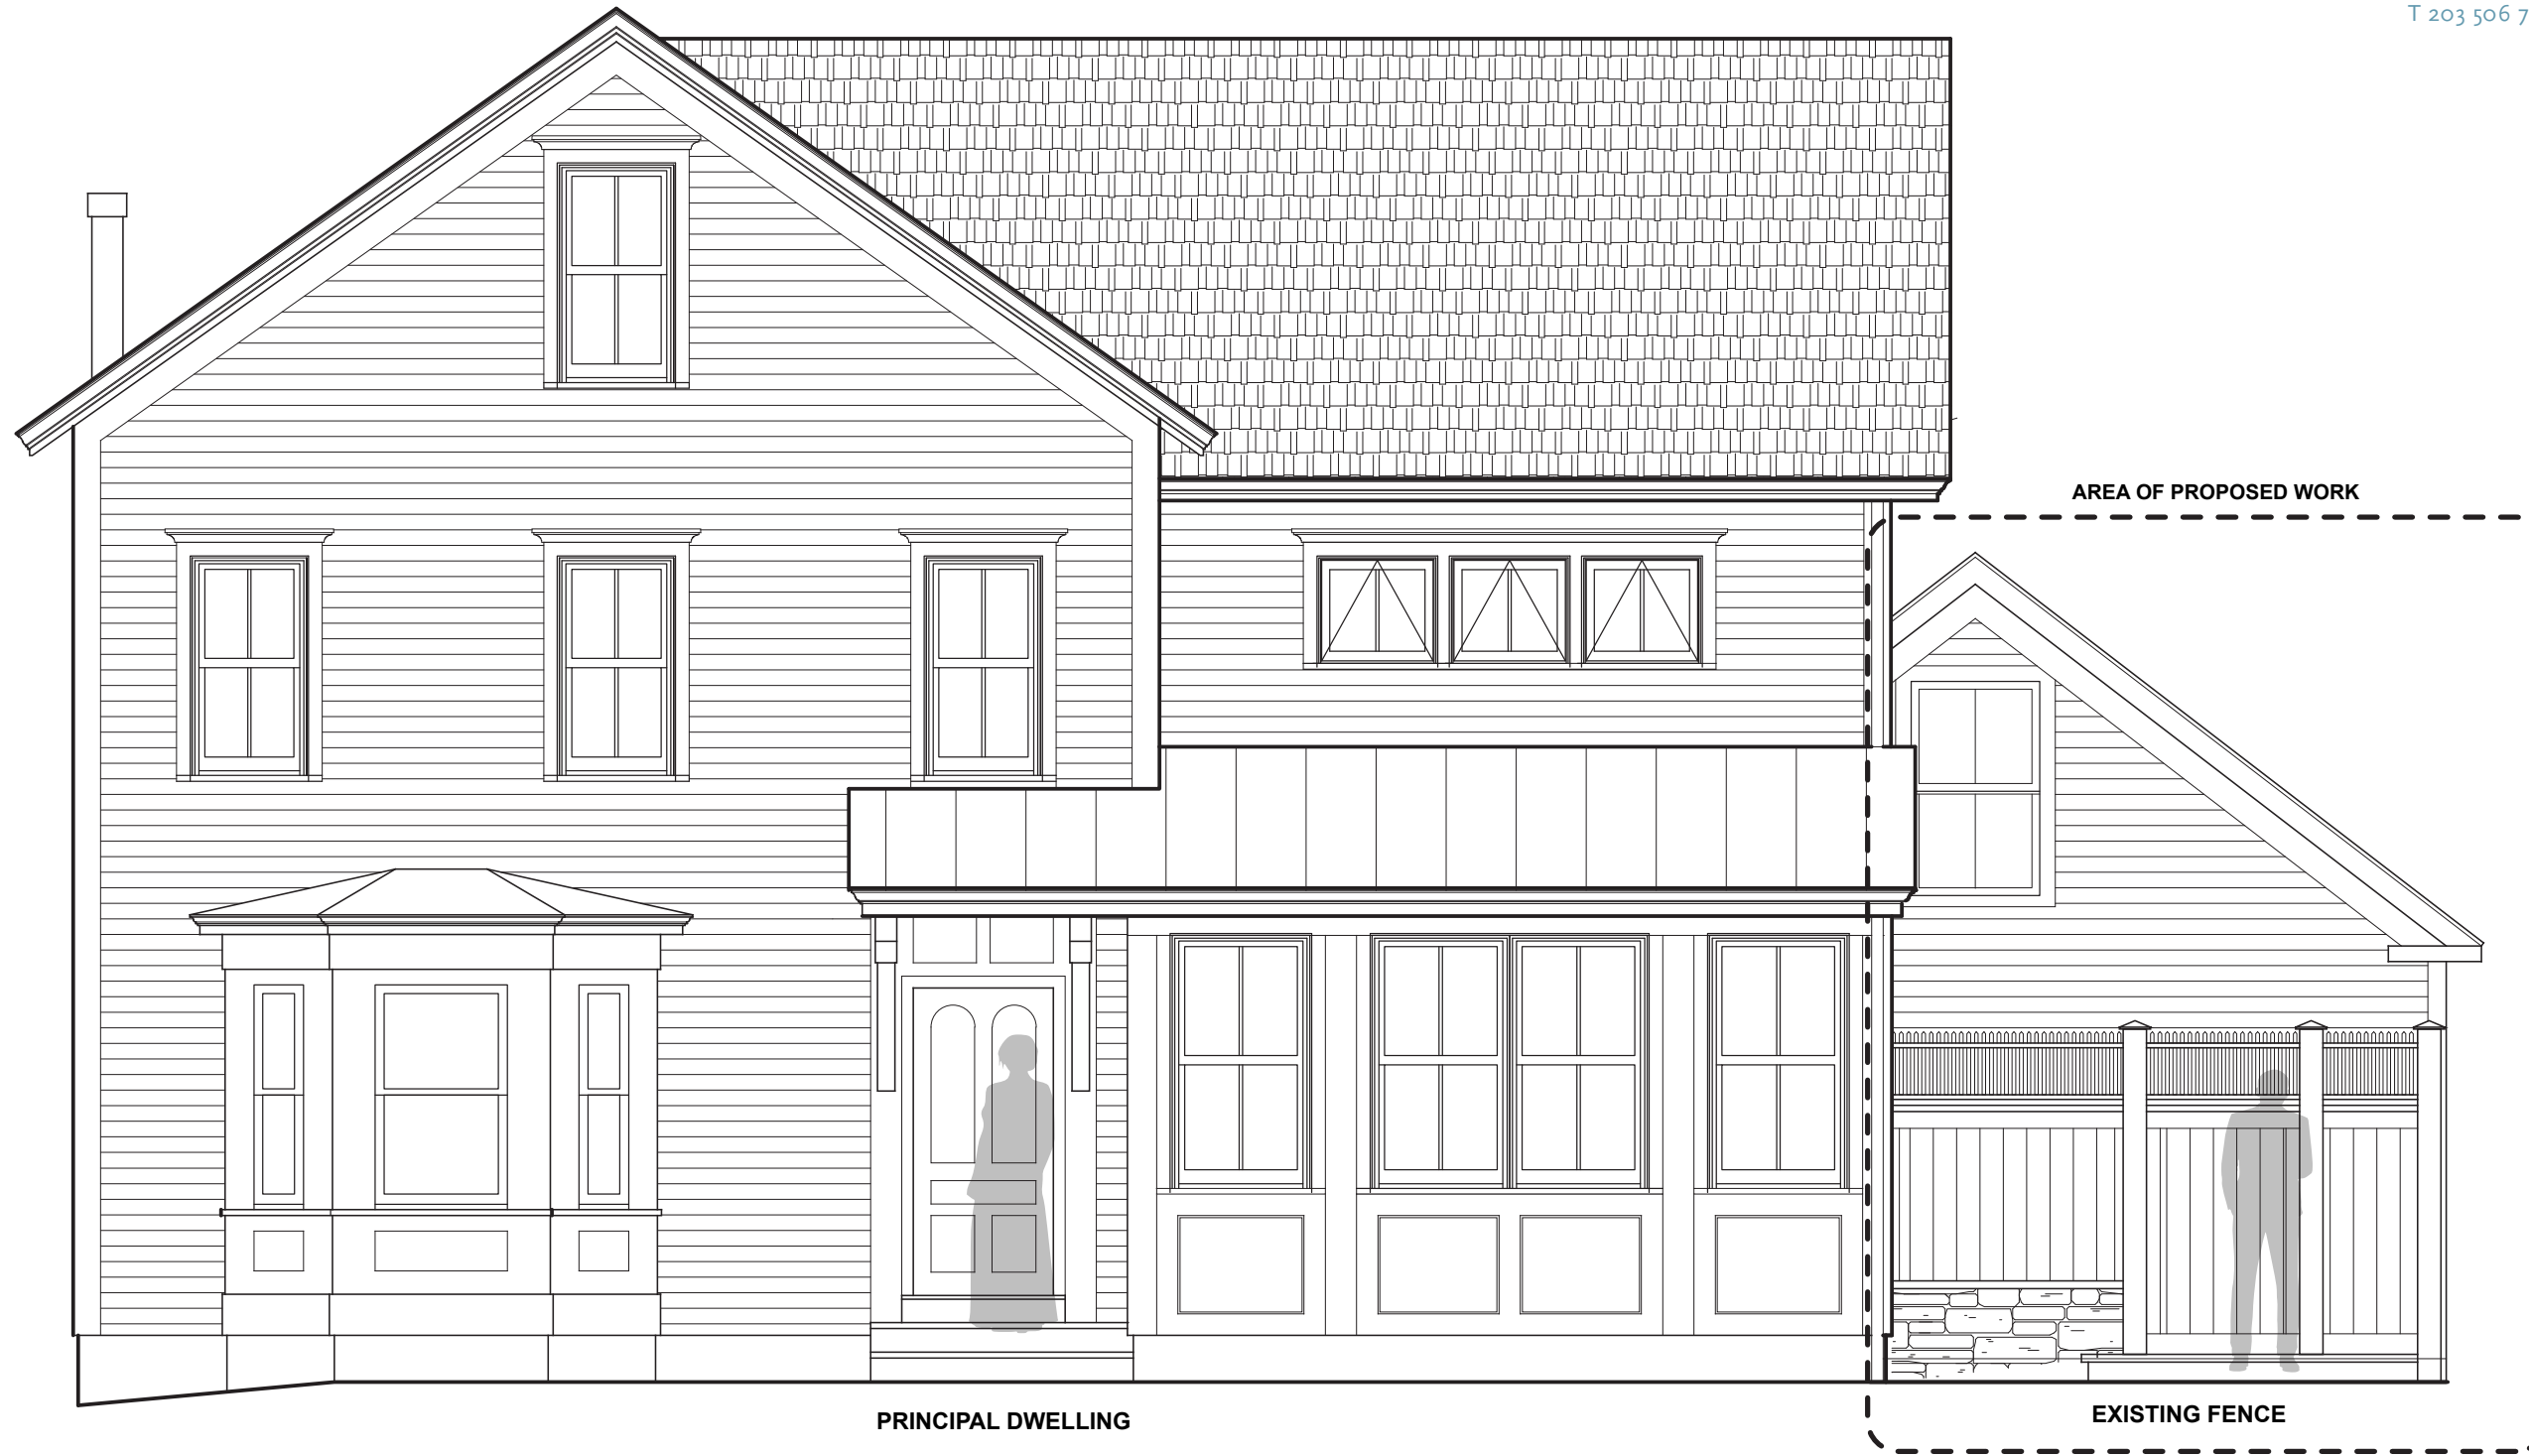 T 203 506 7
AREA OF PROPOSED WORK
PRINCIPAL DWELLING
EXISTING FENCE